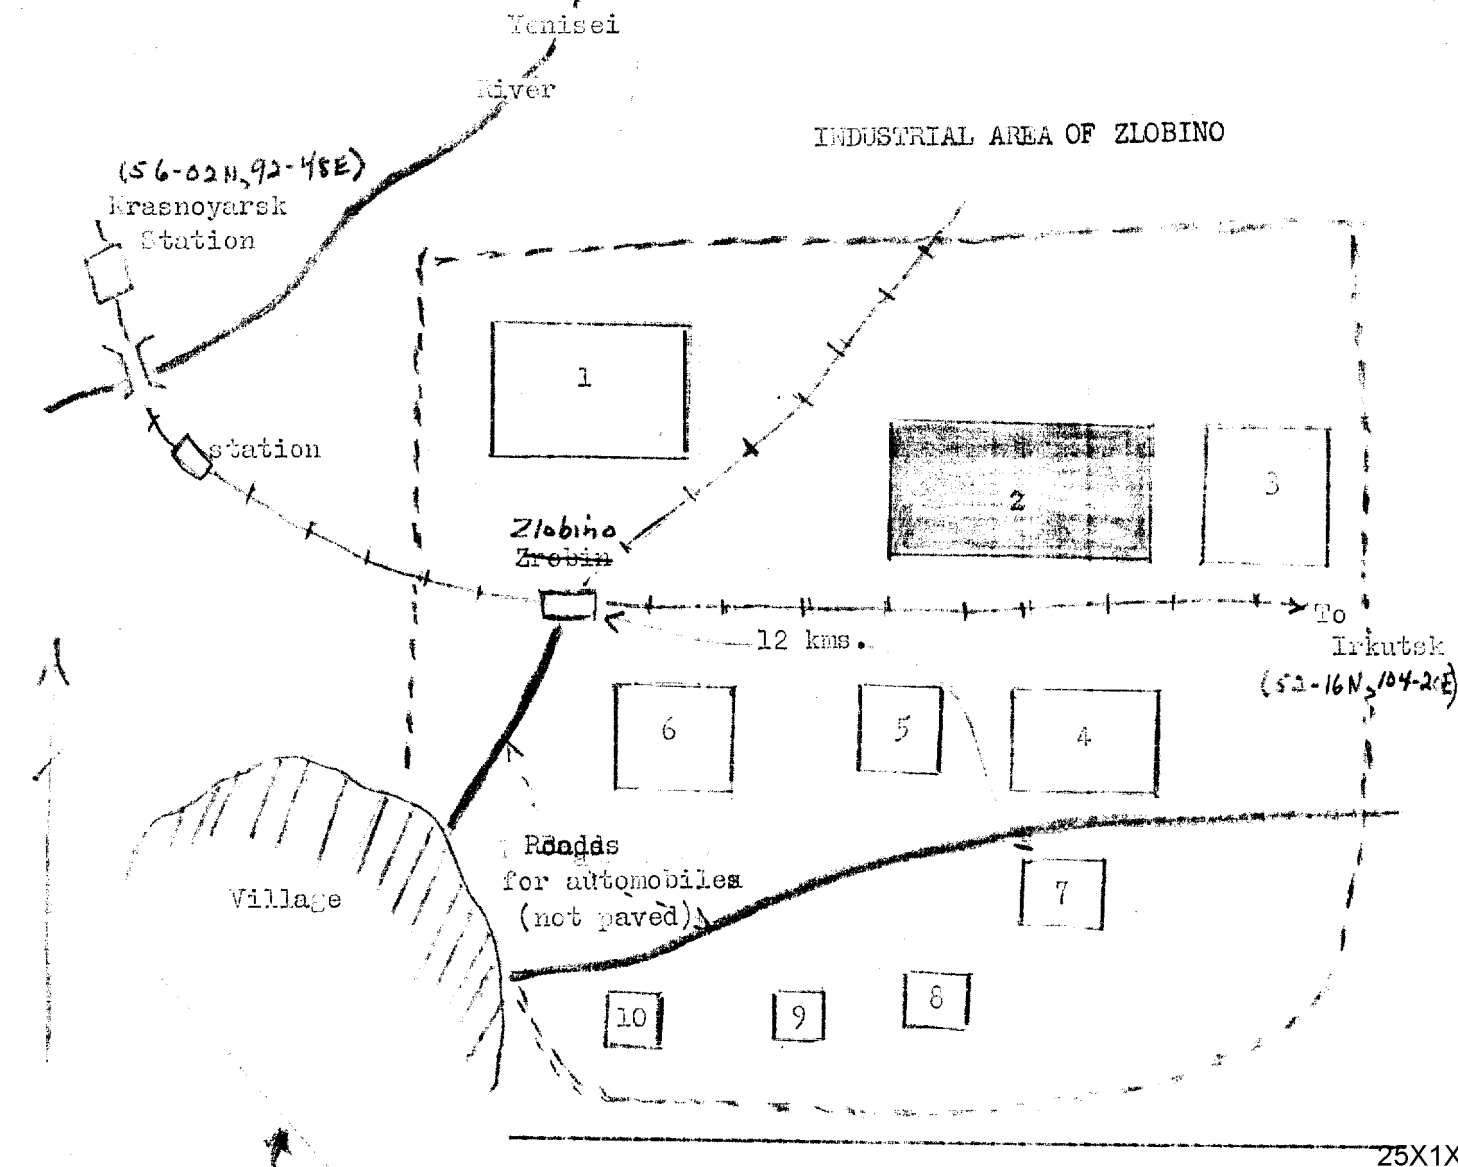 Yenisei
River
INDUSTRIAL AREA OF ZLOBINO
(56-02N, 92-48E)
Krasnoyarsk
Station
station
1
2
3
Zlobino
Zrobin
12 kms.
To
Irkutsk
(52-16N, 104-20E)
6
5
4
Roads
for automobiles
(not paved)
Village
7
8
9
10
25X1X